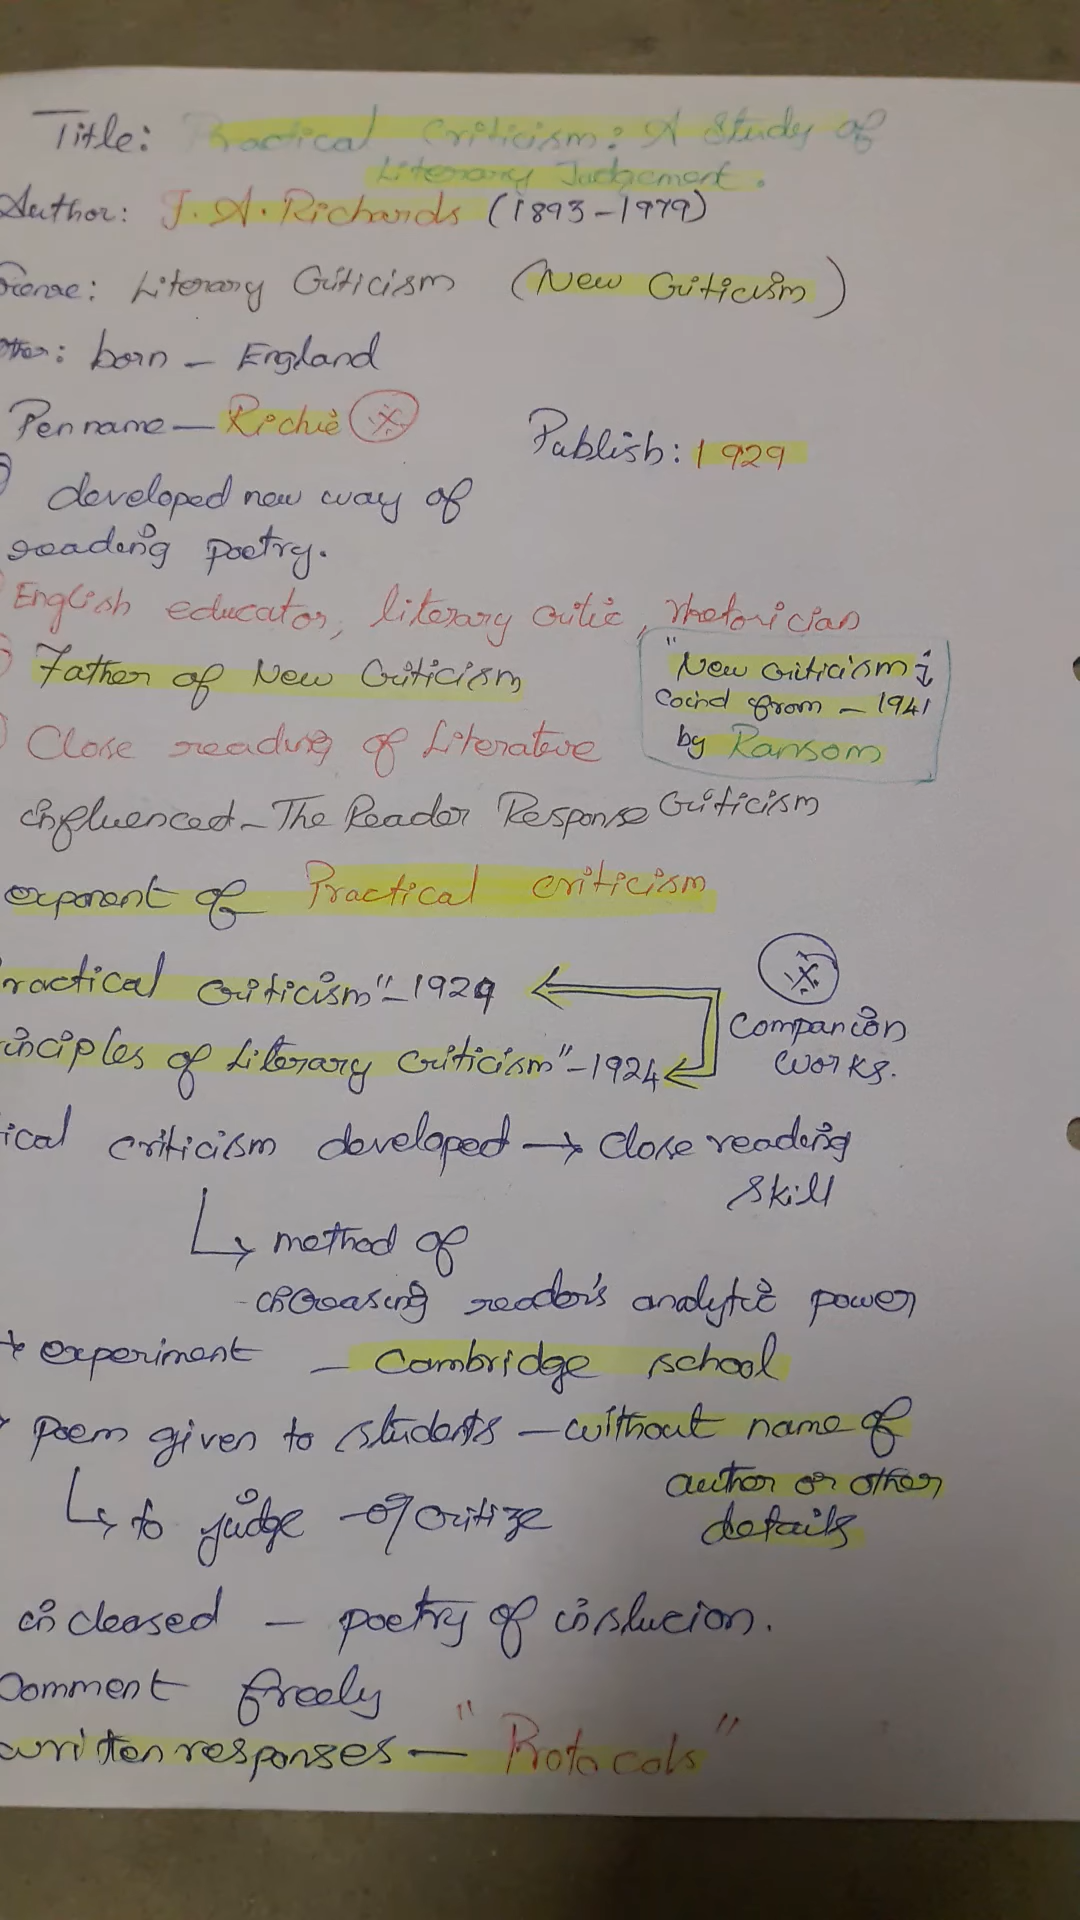 Title: Practical Criticism: A Study of
Literary Judgement.
Author: I. A. Richards (1893-1979)
Genre: Literary Criticism (New Criticism)
born - England
Pen name - Richie
Publish: 1929
developed new way of
reading poetry.
English educator, literary critic, rhetorician
Father of New Criticism
"New criticism"
Coind from - 1941
by Ransom
Close reading of Literature
influenced - The Reader Response Criticism
exponent of Practical criticism
ractical criticism" - 1929
inciples of Literary criticism" - 1924
Companion
works.
ical criticism developed → Close reading
skill
↳ method of
- increasing reader's analytic power
→ experiment - Cambridge school
poem given to students - without name of
author or other
details
↳ to judge or critize
- poetry of
Comment freely
written responses - "Protocols"